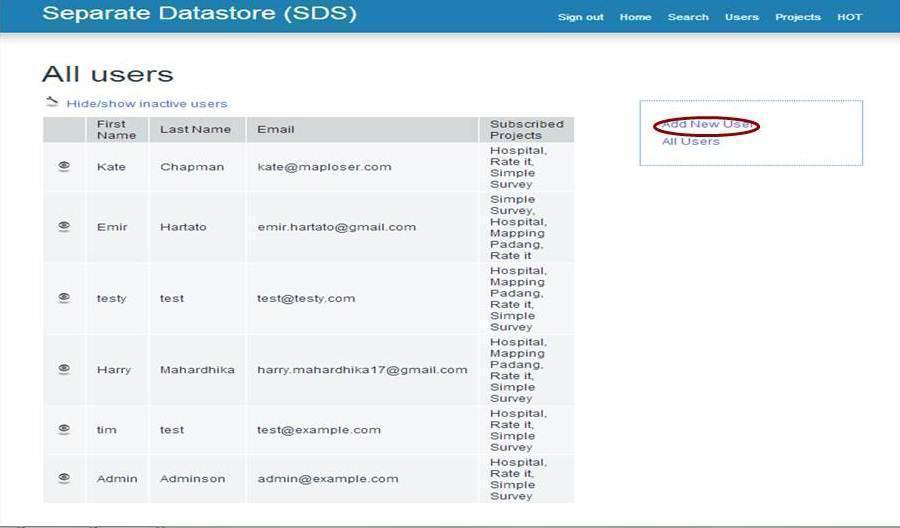 Separate Datastore (SDS)
Sign out Home Search Users Projects HOT
All users
Hide/show inactive users
Add New User
All Users
First Name Last Name Email Subscribed Projects
Kate Chapman kate@maploser.com Hospital, Rate it, Simple Survey
Emir Hartato emir.hartato@gmail.com Simple Survey, Hospital, Mapping Padang, Rate it
testy test test@testy.com Hospital, Mapping Padang, Rate it, Simple Survey
Harry Mahardhika harry.mahardhika17@gmail.com Hospital, Mapping Padang, Rate it, Simple Survey
tim test test@example.com Hospital, Rate it, Simple Survey
Admin Adminson admin@example.com Hospital, Rate it, Simple Survey